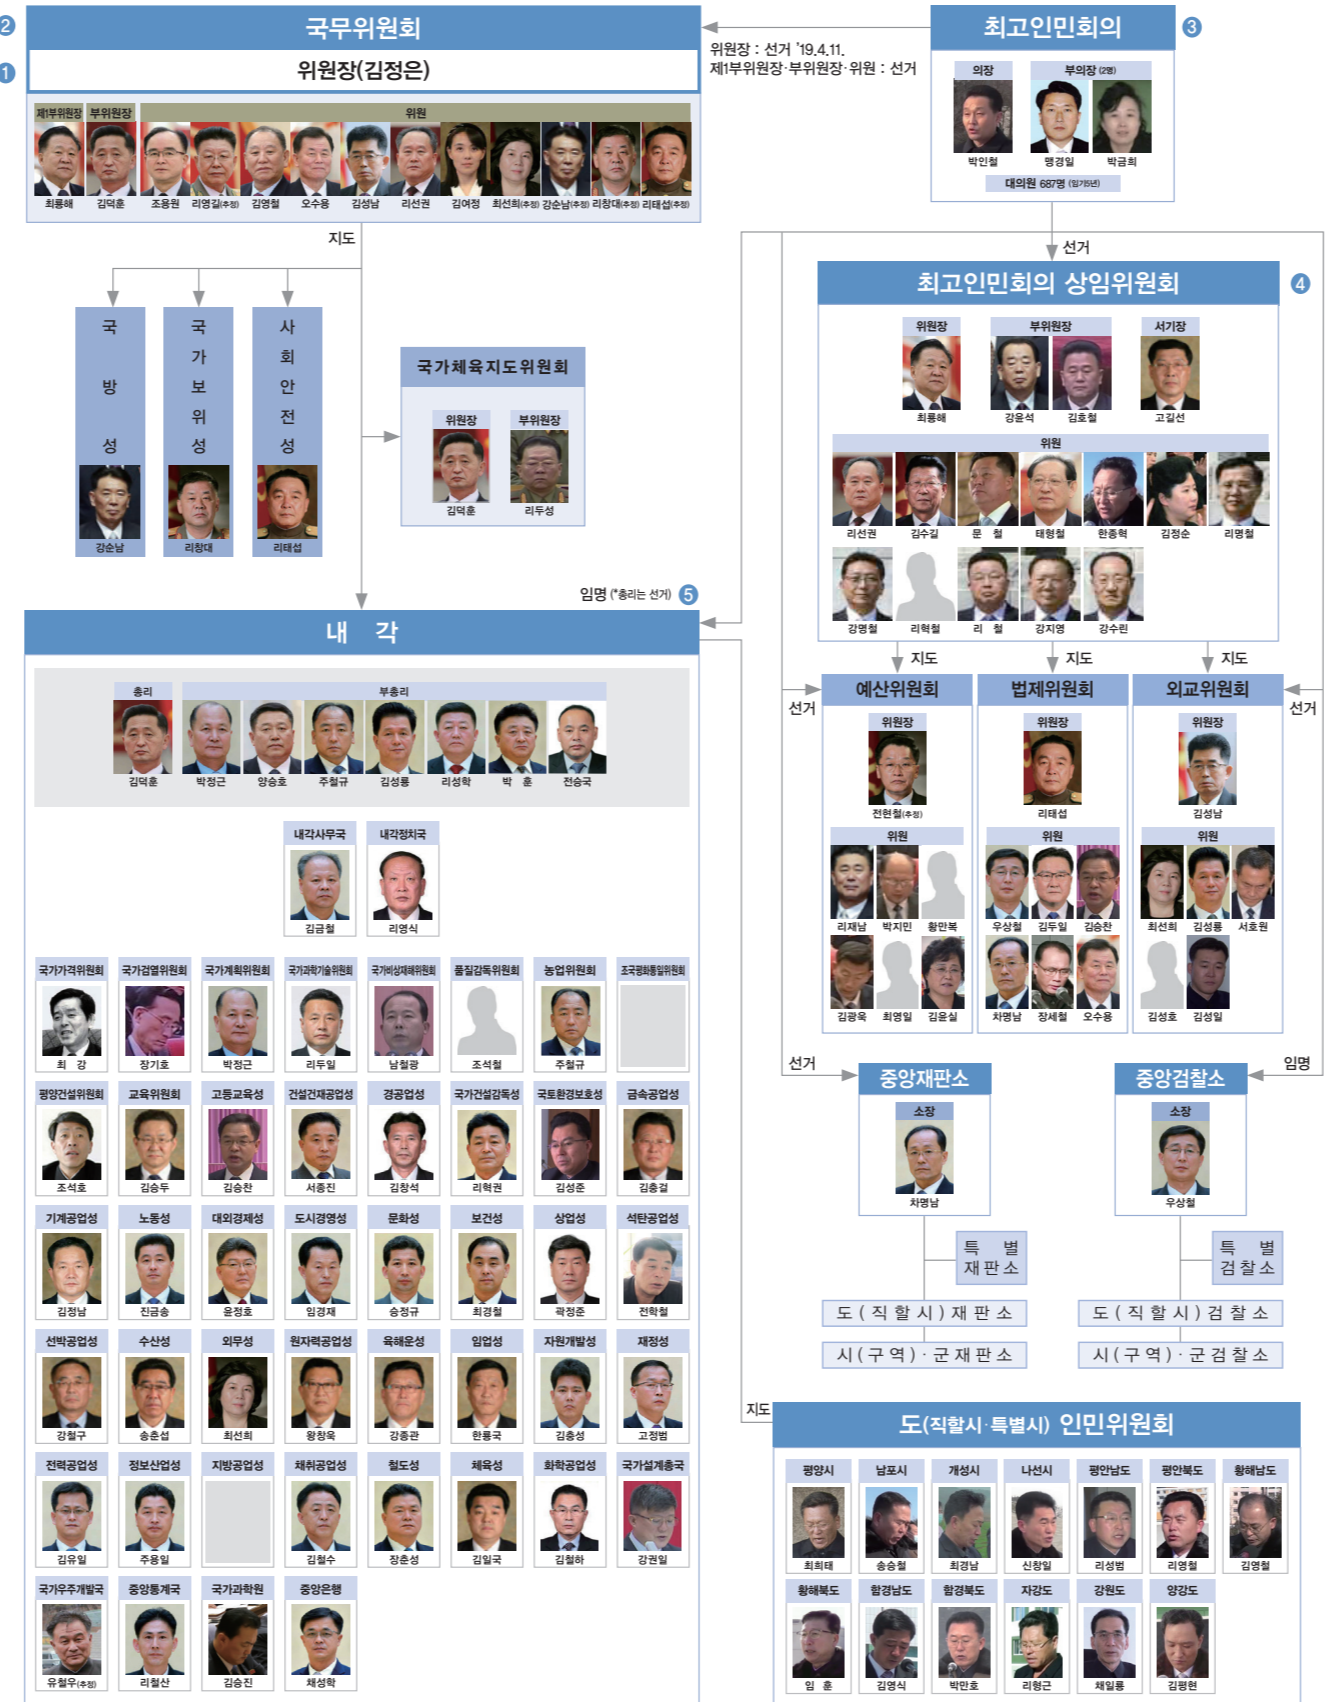 ② 국무위원회
① 위원장(김정은)
제1부위원장 부위원장 위원
최룡해 김덕훈 조용원 리영길(추정) 김영철 오수용 김성남 리선권 김여정 최선희(추정) 강순남(추정) 리창대(추정) 리태섭(추정)
위원장 : 선거 '19.4.11.
제1부위원장·부위원장·위원 : 선거
최고인민회의 ③
의장 부의장 (2명)
박인철 맹경일 박금희
대의원 687명 (임기5년)
지도
국방성
강순남
국가보위성
리창대
사회안전성
리태섭
국가체육지도위원회
위원장 부위원장
김덕훈 리두성
선거
최고인민회의 상임위원회 ④
위원장 부위원장 서기장
최룡해 강윤석 김호철 고길선
위원
리선권 김수길 문 철 태형철 한종혁 김정순 리명철
강명철 리혁철 리 철 강지영 강수린
지도 지도 지도
선거
선거
예산위원회
위원장
전현철(추정)
위원
리재남 박지민 황만복
김광욱 최영일 김윤실
법제위원회
위원장
리태섭
위원
우상철 김두일 김승찬
차명남 장세철 오수용
외교위원회
위원장
김성남
위원
최선희 김성룡 서호원
김성호 김성일
선거
중앙재판소
소장
차명남
특 별
재판소
도(직할시)재판소
시(구역)·군재판소
임명
중앙검찰소
소장
우상철
특 별
검찰소
도(직할시)검찰소
시(구역)·군검찰소
임명 (*총리는 선거) ⑤
내 각
총리 부총리
김덕훈 박정근 양승호 주철규 김성룡 리성학 박 훈 전승국
내각사무국 내각정치국
김금철 리영식
국가가격위원회 국가검열위원회 국가계획위원회 국가과학기술위원회 국가비상재해위원회 품질감독위원회 농업위원회 조국평화통일위원회
최 강 장기호 박정근 리두일 남철광 조석철 주철규
평양건설위원회 교육위원회 고등교육성 건설건재공업성 경공업성 국가건설감독성 국토환경보호성 금속공업성
조석호 김승두 김승찬 서종진 김창석 리혁권 김성준 김충걸
기계공업성 노동성 대외경제성 도시경영성 문화성 보건성 상업성 석탄공업성
김정남 진금송 윤정호 임경재 승정규 최경철 곽정준 전학철
선박공업성 수산성 외무성 원자력공업성 육해운성 임업성 자원개발성 재정성
강철구 송춘섭 최선희 왕창욱 강종관 한룡국 김충성 고정범
전력공업성 정보산업성 지방공업성 채취공업성 철도성 체육성 화학공업성 국가설계총국
김유일 주용일 김철수 장춘성 김일국 김철하 강권일
국가우주개발국 중앙통계국 국가과학원 중앙은행
유철우(추정) 리철산 김승진 채성학
지도
도(직할시·특별시) 인민위원회
평양시 남포시 개성시 나선시 평안남도 평안북도 황해남도
최희태 송승철 최경남 신창일 리성범 리영철 김영철
황해북도 함경남도 함경북도 자강도 강원도 양강도
임 훈 김영식 박만호 리형근 채일룡 김평현